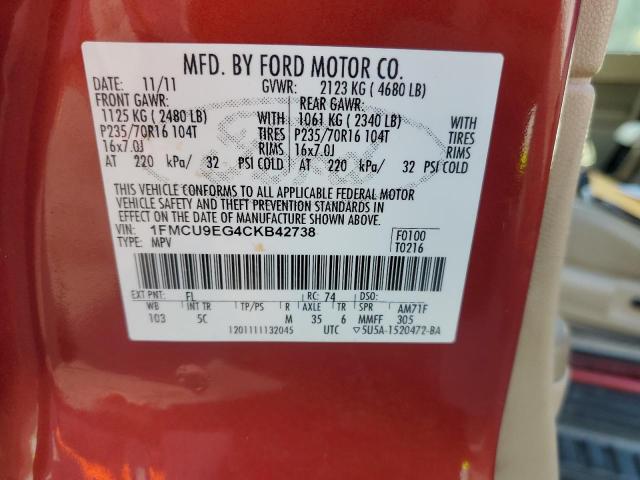 MFD. BY FORD MOTOR CO.
DATE: 11/11 GVWR: 2123 KG ( 4680 LB)
FRONT GAWR: REAR GAWR:
1125 KG ( 2480 LB) WITH 1061 KG ( 2340 LB) WITH
P235/70R16 104T TIRES P235/70R16 104T TIRES
16x7.0J RIMS 16x7.0J RIMS
AT 220 kPa/ 32 PSI COLD AT 220 kPa/ 32 PSI COLD
THIS VEHICLE CONFORMS TO ALL APPLICABLE FEDERAL MOTOR
VEHICLE SAFETY AND THEFT PREVENTION STANDARDS IN
EFFECT ON THE DATE OF MANUFACTURE SHOWN ABOVE.
VIN: 1FMCU9EG4CKB42738 F0100
TYPE: MPV T0216
EXT PNT: FL RC: 74 DSO:
WB INT TR TP/PS R AXLE TR SPR AM71F
103 5C M 35 6 MMFF 305
1201111132045 UTC ▽5U5A-1520472-BA